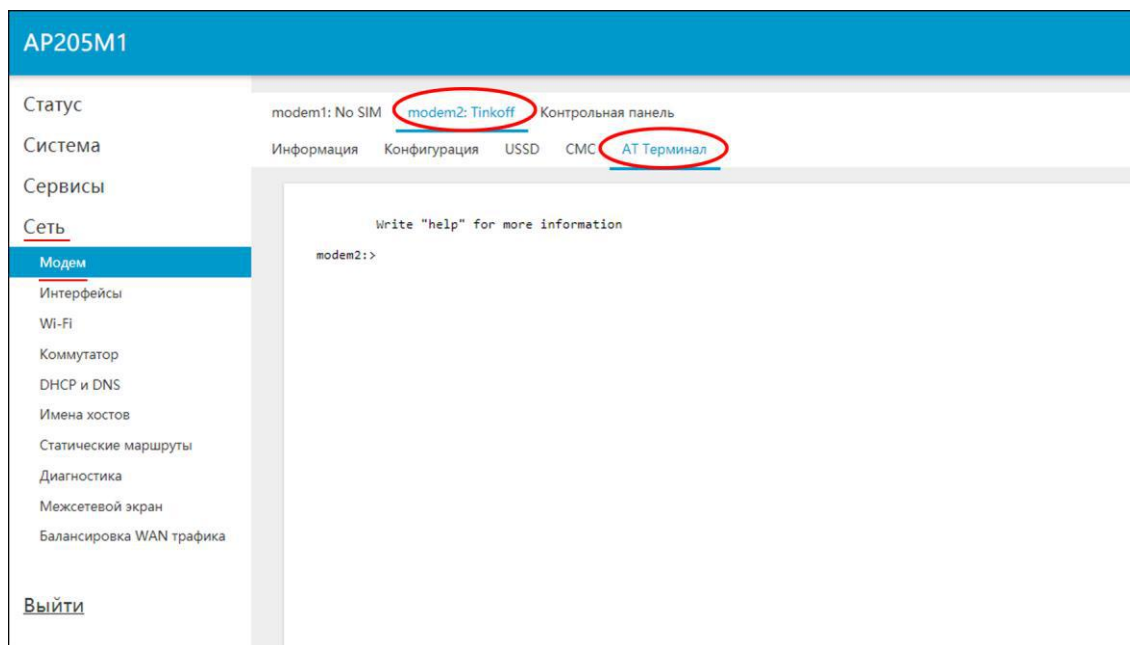 AP205M1
Статус
Система
Сервисы
Сеть
Модем
Интерфейсы
Wi-Fi
Коммутатор
DHCP и DNS
Имена хостов
Статические маршруты
Диагностика
Межсетевой экран
Балансировка WAN трафика
Выйти
modem1: No SIM modem2: Tinkoff Контрольная панель
Информация Конфигурация USSD СМС АТ Терминал
Write "help" for more information
modem2:>